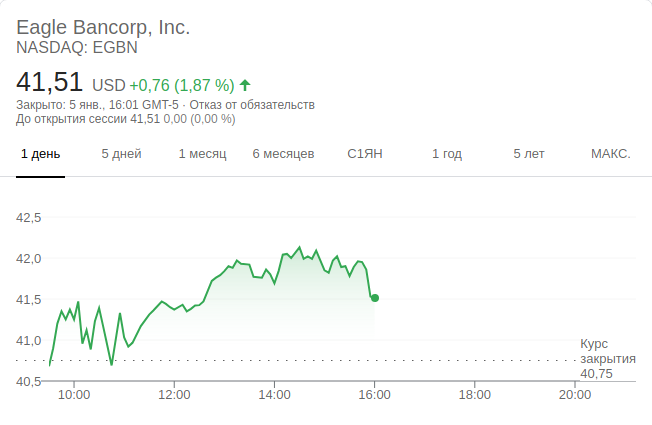 Eagle Bancorp, Inc.
NASDAQ: EGBN
41,51 USD +0,76 (1,87 %)
Закрыто: 5 янв., 16:01 GMT-5 · Отказ от обязательств
До открытия сессии 41,51 0,00 (0,00 %)
1 день 5 дней 1 месяц 6 месяцев С1ЯН 1 год 5 лет МАКС.
42,5
42,0
41,5
41,0
Курс
закрытия
40,75
40,5
10:00 12:00 14:00 16:00 18:00 20:00